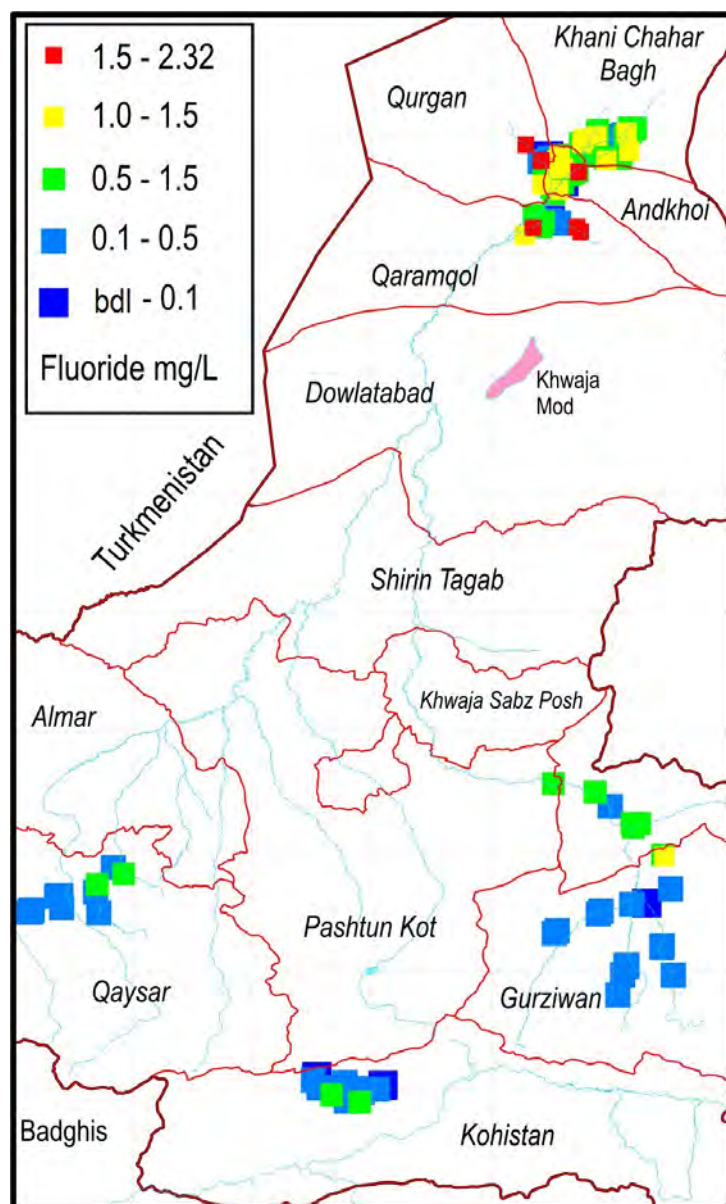 1.5 - 2.32
1.0 - 1.5
0.5 - 1.5
0.1 - 0.5
bdl - 0.1
Fluoride mg/L
Khani Chahar
Bagh
Qurgan
Andkhoi
Qaramqol
Dowlatabad
Khwaja
Mod
Turkmenistan
Shirin Tagab
Khwaja Sabz Posh
Almar
Pashtun Kot
Qaysar
Gurziwan
Badghis
Kohistan